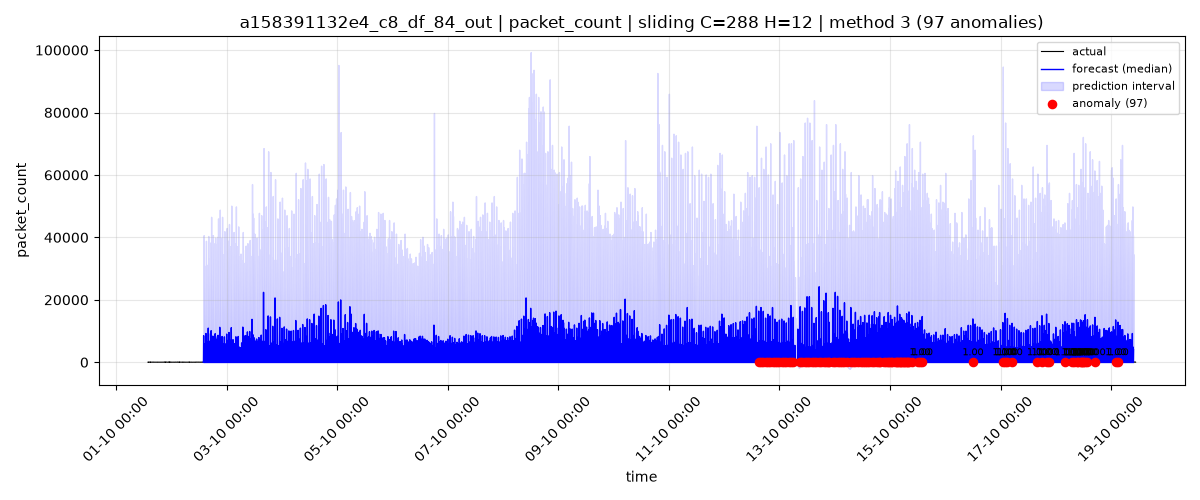 a158391132e4_c8_df_84_out | packet_count | sliding C=288 H=12 | method 3 (97 anomalies)
actual
forecast (median)
prediction interval
anomaly (97)
packet_count
100000
80000
60000
40000
20000
0
1.00
01-10 00:00
03-10 00:00
05-10 00:00
07-10 00:00
09-10 00:00
11-10 00:00
13-10 00:00
15-10 00:00
17-10 00:00
19-10 00:00
time